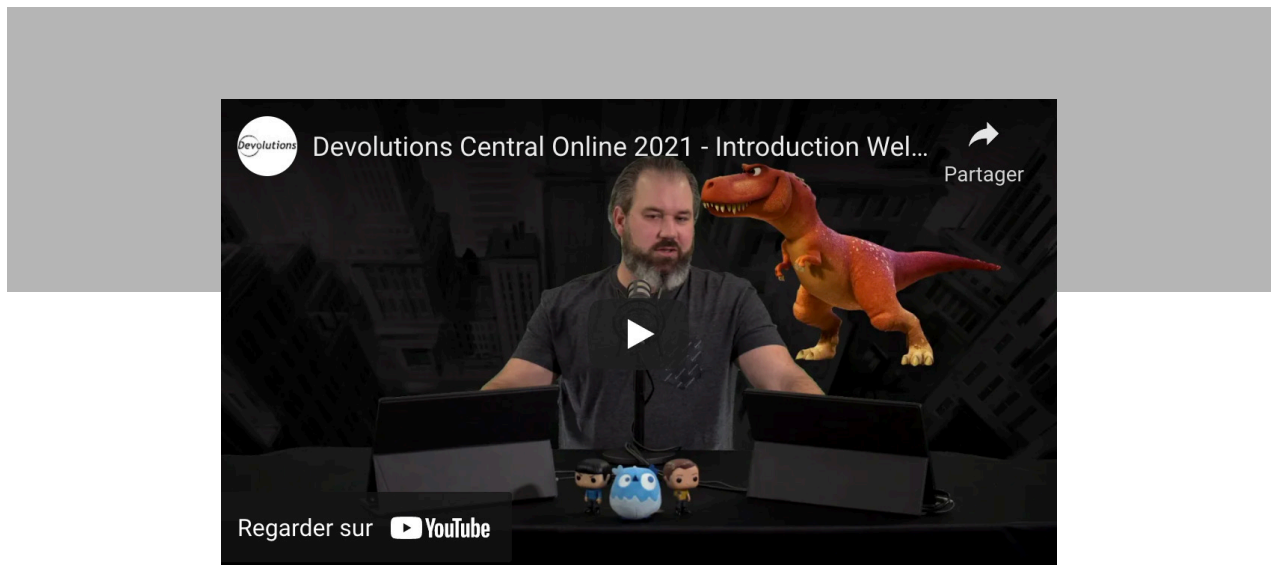 Devolutions
Devolutions Central Online 2021 - Introduction Wel...
Partager
Regarder sur YouTube